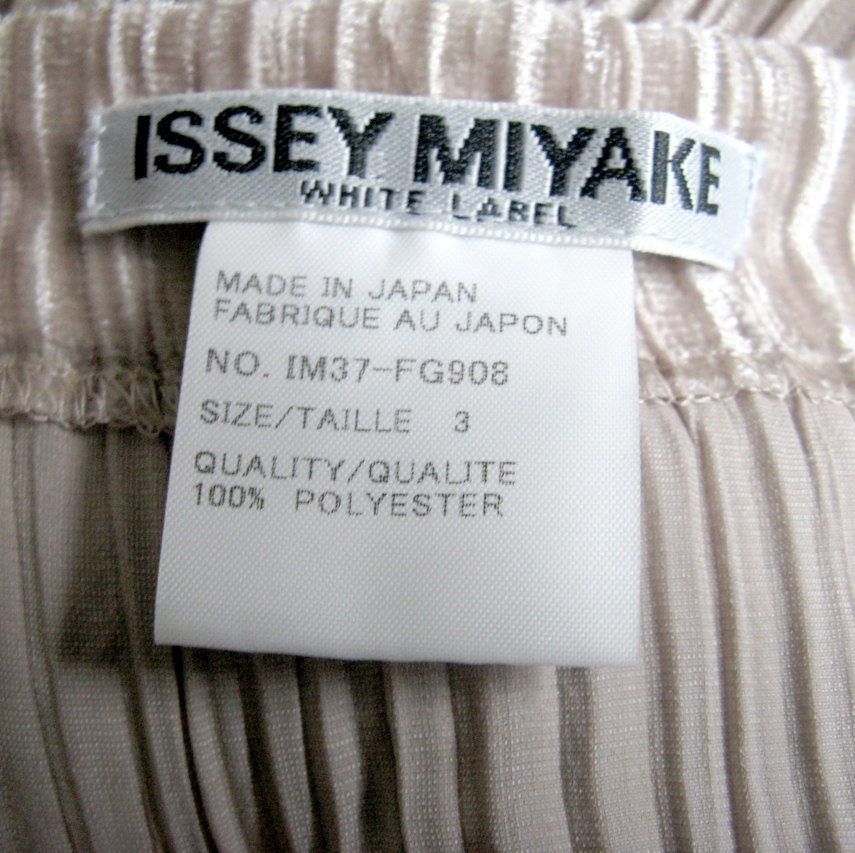 ISSEY MIYAKE
WHITE LABEL
MADE IN JAPAN
FABRIQUE AU JAPON
NO. IM37-FG908
SIZE/TAILLE 3
QUALITY/QUALITE
100% POLYESTER